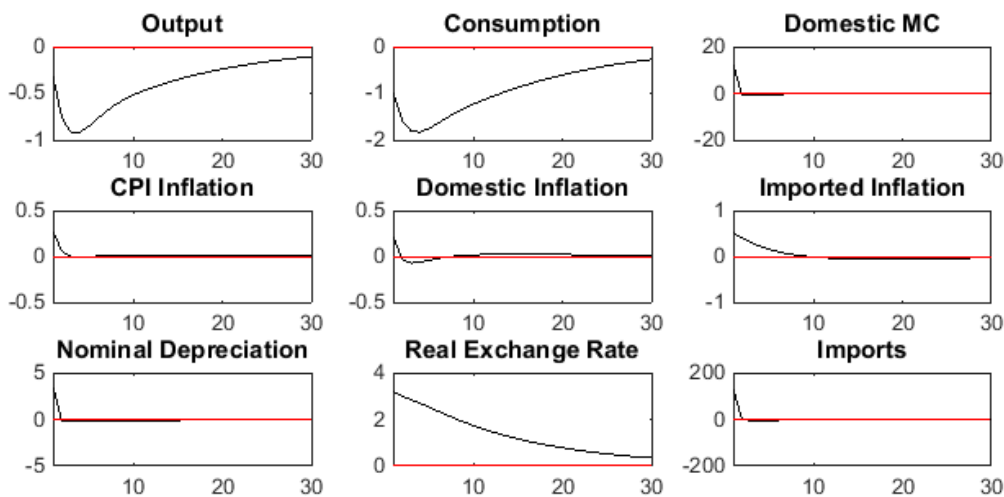 Output
0
-0.5
-1
10 20 30
Consumption
0
-1
-2
10 20 30
Domestic MC
20
0
-20
10 20 30
CPI Inflation
0.5
0
-0.5
10 20 30
Domestic Inflation
0.5
0
-0.5
10 20 30
Imported Inflation
1
0
-1
10 20 30
Nominal Depreciation
5
0
-5
10 20 30
Real Exchange Rate
4
2
0
10 20 30
Imports
200
0
-200
10 20 30